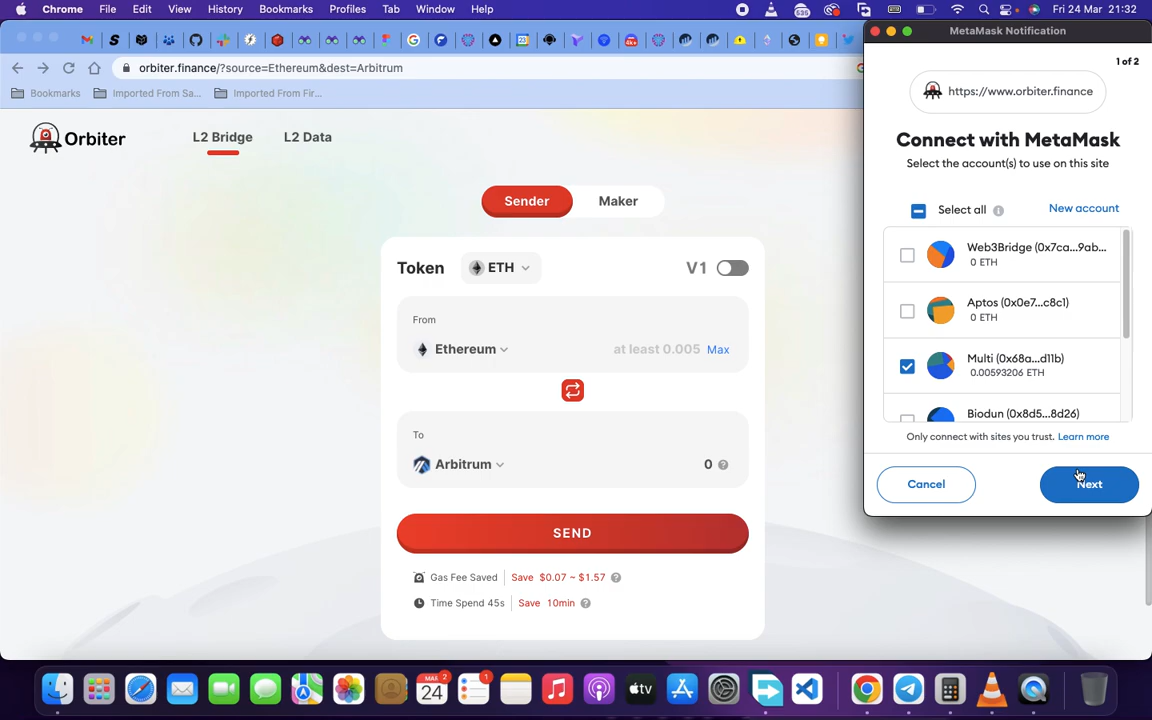 Chrome File Edit View History Bookmarks Profiles Tab Window Help
535
Fri 24 Mar 21:32
orbiter.finance/?source=Ethereum&dest=Arbitrum
Bookmarks Imported From Sa... Imported From Fir...
Orbiter
L2 Bridge L2 Data
Sender Maker
Token ETH V1
From
Ethereum at least 0.005 Max
To
Arbitrum 0
SEND
Gas Fee Saved Save $0.07 ~ $1.57
Time Spend 45s Save 10min
MetaMask Notification
1 of 2
https://www.orbiter.finance
Connect with MetaMask
Select the account(s) to use on this site
Select all New account
Web3Bridge (0x7ca...9ab...
0 ETH
Aptos (0x0e7...c8c1)
0 ETH
Multi (0x68a...d11b)
0.00593206 ETH
Biodun (0x8d5...8d26)
Only connect with sites you trust. Learn more
Cancel Next
MAR
24
2
1
tv